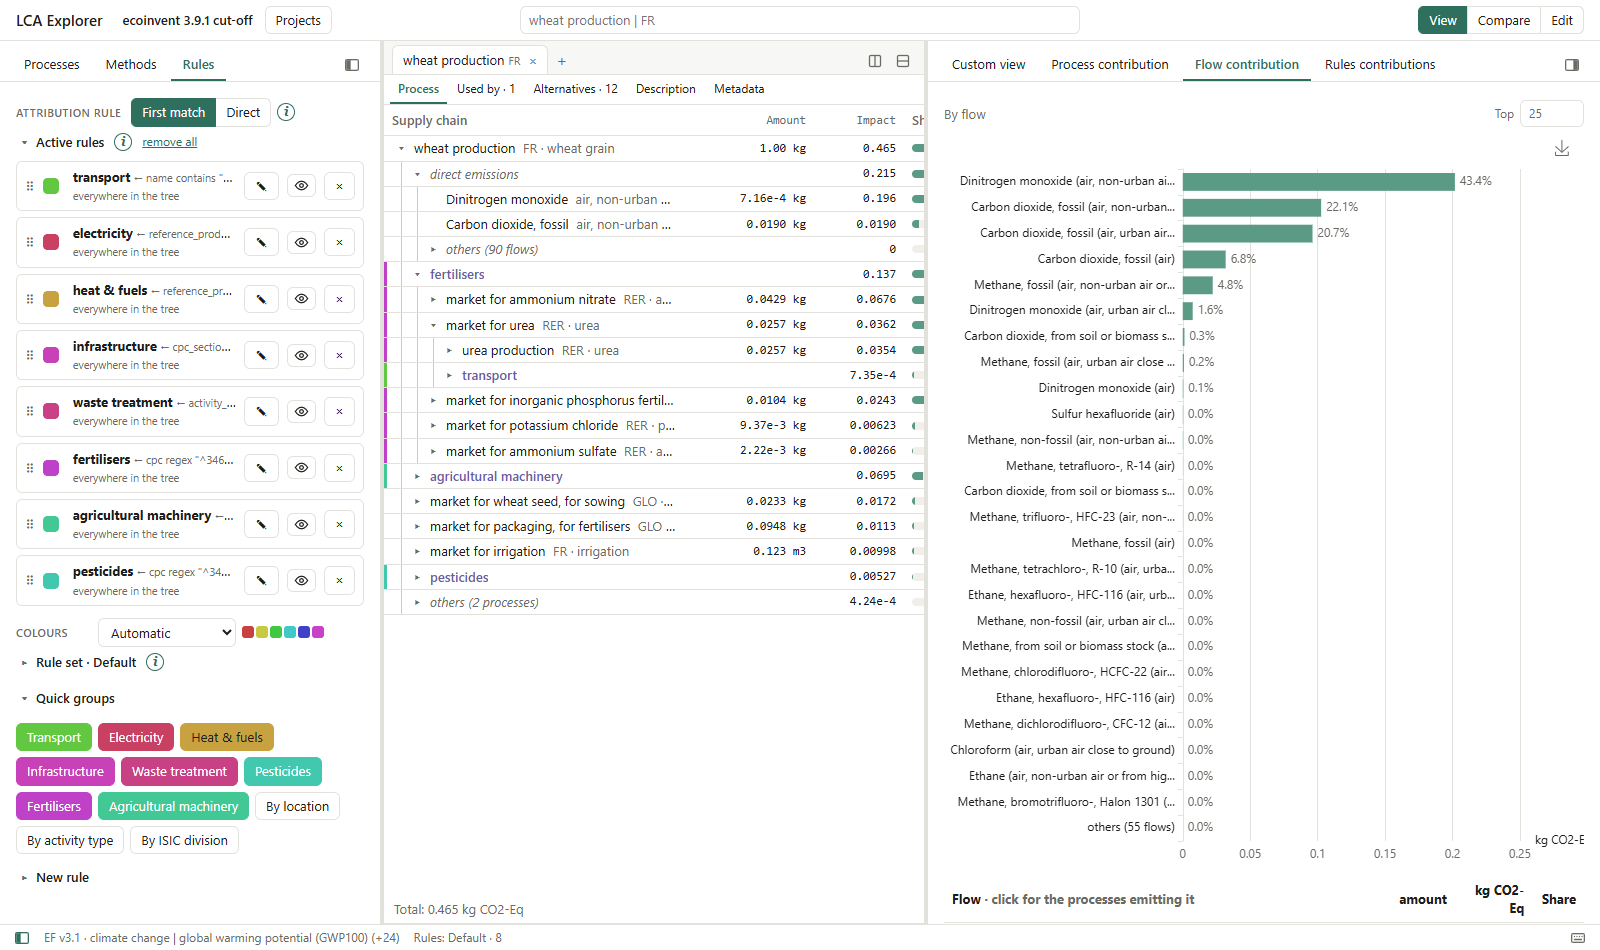 LCA Explorer
ecoinvent 3.9.1 cut-off
Projects
wheat production | FR
View
Compare
Edit
Processes
Methods
Rules
ATTRIBUTION RULE
First match
Direct
Active rules
remove all
transport ← name contains "...
everywhere in the tree
electricity ← reference_prod...
everywhere in the tree
heat & fuels ← reference_pr...
everywhere in the tree
infrastructure ← cpc_sectio...
everywhere in the tree
waste treatment ← activity_...
everywhere in the tree
fertilisers ← cpc regex "^346...
everywhere in the tree
agricultural machinery ←...
everywhere in the tree
pesticides ← cpc regex "^34...
everywhere in the tree
COLOURS
Automatic
Rule set · Default
Quick groups
Transport
Electricity
Heat & fuels
Infrastructure
Waste treatment
Pesticides
Fertilisers
Agricultural machinery
By location
By activity type
By ISIC division
New rule
wheat production FR ×
Process
Used by · 1
Alternatives · 12
Description
Metadata
Supply chain Amount Impact Sh
wheat production FR · wheat grain 1.00 kg 0.465
direct emissions 0.215
Dinitrogen monoxide air, non-urban ... 7.16e-4 kg 0.196
Carbon dioxide, fossil air, non-urban ... 0.0190 kg 0.0190
others (90 flows) 0
fertilisers 0.137
market for ammonium nitrate RER · a... 0.0429 kg 0.0676
market for urea RER · urea 0.0257 kg 0.0362
urea production RER · urea 0.0257 kg 0.0354
transport 7.35e-4
market for inorganic phosphorus fertil... 0.0104 kg 0.0243
market for potassium chloride RER · p... 9.37e-3 kg 0.00623
market for ammonium sulfate RER · a... 2.22e-3 kg 0.00266
agricultural machinery 0.0695
market for wheat seed, for sowing GLO ·... 0.0233 kg 0.0172
market for packaging, for fertilisers GLO ... 0.0948 kg 0.0113
market for irrigation FR · irrigation 0.123 m3 0.00998
pesticides 0.00527
others (2 processes) 4.24e-4
Total: 0.465 kg CO2-Eq
Custom view
Process contribution
Flow contribution
Rules contributions
By flow
Top 25
Dinitrogen monoxide (air, non-urban ai... 43.4%
Carbon dioxide, fossil (air, non-urban... 22.1%
Carbon dioxide, fossil (air, urban air... 20.7%
Carbon dioxide, fossil (air) 6.8%
Methane, fossil (air, non-urban air or... 4.8%
Dinitrogen monoxide (air, urban air cl... 1.6%
Carbon dioxide, from soil or biomass s... 0.3%
Methane, fossil (air, urban air close ... 0.2%
Dinitrogen monoxide (air) 0.1%
Sulfur hexafluoride (air) 0.0%
Methane, non-fossil (air, non-urban ai... 0.0%
Methane, tetrafluoro-, R-14 (air) 0.0%
Carbon dioxide, from soil or biomass s... 0.0%
Methane, trifluoro-, HFC-23 (air, non-... 0.0%
Methane, fossil (air) 0.0%
Methane, tetrachloro-, R-10 (air, urba... 0.0%
Ethane, hexafluoro-, HFC-116 (air, urb... 0.0%
Methane, non-fossil (air, urban air cl... 0.0%
Methane, from soil or biomass stock (a... 0.0%
Methane, chlorodifluoro-, HCFC-22 (air... 0.0%
Ethane, hexafluoro-, HFC-116 (air) 0.0%
Methane, dichlorodifluoro-, CFC-12 (ai... 0.0%
Chloroform (air, urban air close to ground) 0.0%
Ethane (air, non-urban air or from hig... 0.0%
Methane, bromotrifluoro-, Halon 1301 (... 0.0%
others (55 flows) 0.0%
kg CO2-E
0 0.05 0.1 0.15 0.2 0.25
Flow · click for the processes emitting it amount kg CO2-Eq Share
EF v3.1 · climate change | global warming potential (GWP100) (+24) Rules: Default · 8